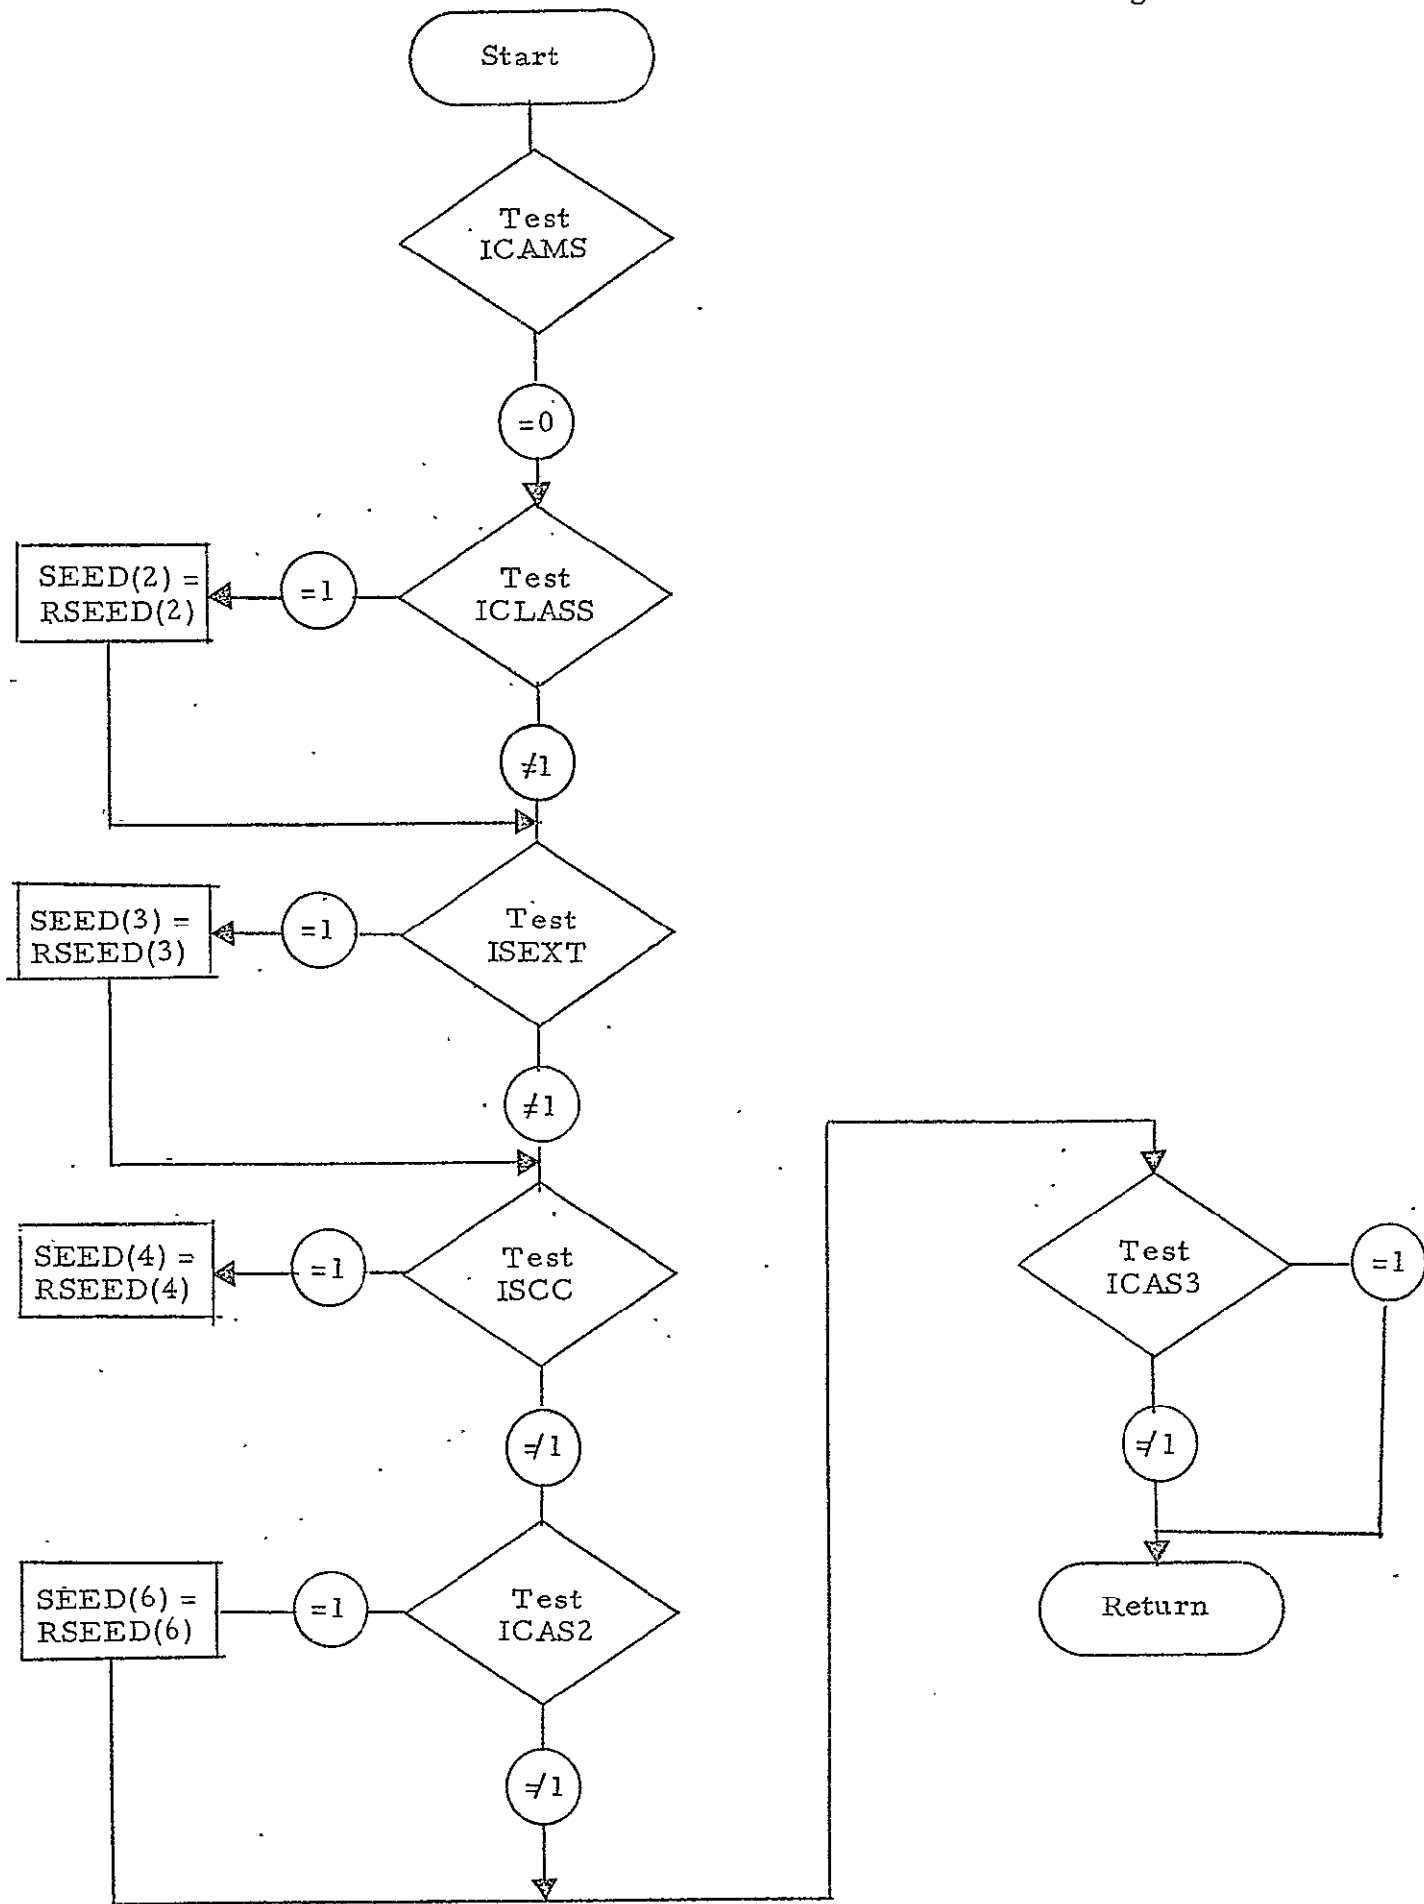 Start
Test
ICAMS
=0
Test
ICLASS
=1
SEED(2) =
RSEED(2)
≠1
Test
ISEXT
=1
SEED(3) =
RSEED(3)
≠1
Test
ISCC
=1
SEED(4) =
RSEED(4)
≠1
Test
ICAS2
=1
SEED(6) =
RSEED(6)
≠1
Test
ICAS3
=1
≠1
Return